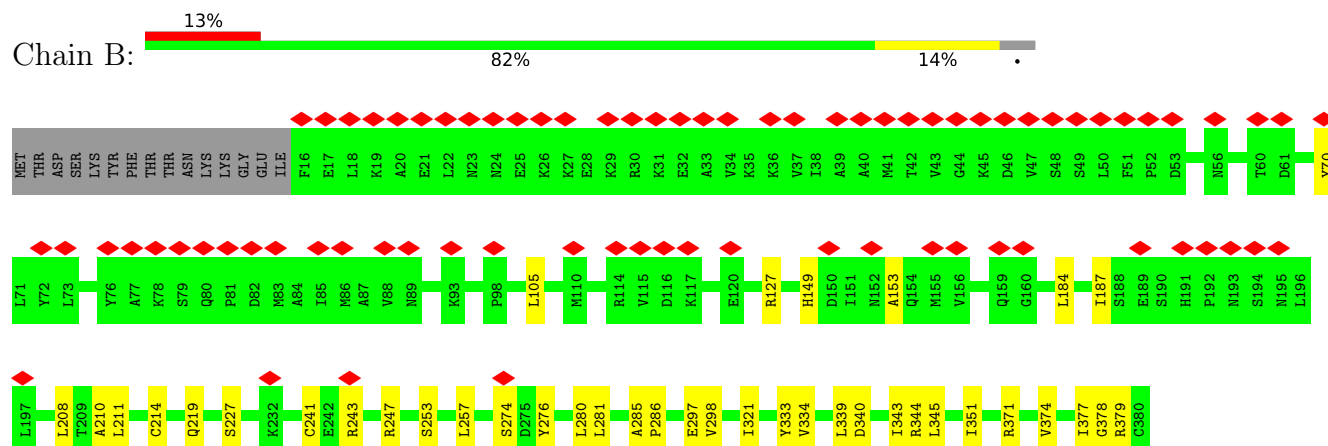 13%
Chain B:
82% 14% •
MET THR ASP SER LYS TYR PHE THR THR ASN LYS LYS GLY GLU ILE F16 E17 L18 K19 A20 E21 L22 N23 N24 E25 K26 K27 E28 K29 R30 K31 E32 A33 V34 K35 K36 V37 I38 A39 A40 M41 T42 V43 G44 K45 D46 V47 S48 S49 L50 F51 P52 D53 N56 T60 D61 Y70
L71 Y72 L73 Y76 A77 K78 S79 Q80 P81 D82 M83 A84 I85 M86 A87 V88 N89 K93 P98 L105 M110 R114 V115 D116 K117 E120 R127 H149 D150 I151 N152 A153 Q154 M155 V156 Q159 G160 L184 I187 S188 E189 S190 H191 P192 N193 S194 N195 L196
L197 L208 T209 A210 L211 C214 Q219 S227 K232 C241 E242 R243 R247 S253 L257 S274 D275 Y276 L280 L281 A285 P286 E297 V298 I321 Y333 V334 L339 D340 I343 R344 L345 I351 R371 V374 I377 G378 R379 C380